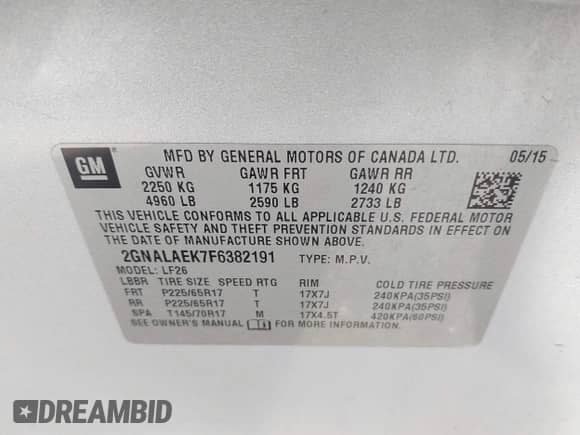 GM
MFD BY GENERAL MOTORS OF CANADA LTD. 05/15
GVWR GAWR FRT GAWR RR
2250 KG 1175 KG 1240 KG
4960 LB 2590 LB 2733 LB
THIS VEHICLE CONFORMS TO ALL APPLICABLE U.S. FEDERAL MOTOR
VEHICLE SAFETY AND THEFT PREVENTION STANDARDS IN EFFECT ON
THE DATE OF MANUFACTURE SHOWN ABOVE.
2GNALAEK7F6382191 TYPE: M.P.V.
MODEL: LF26
LBBR TIRE SIZE SPEED RTG RIM COLD TIRE PRESSURE
FRT P225/65R17 T 17X7J 240KPA(35PSI)
RR P225/65R17 T 17X7J 240KPA(35PSI)
SPA T145/70R17 M 17X4.5T 420KPA(60PSI)
SEE OWNER'S MANUAL FOR MORE INFORMATION.
DREAMBID